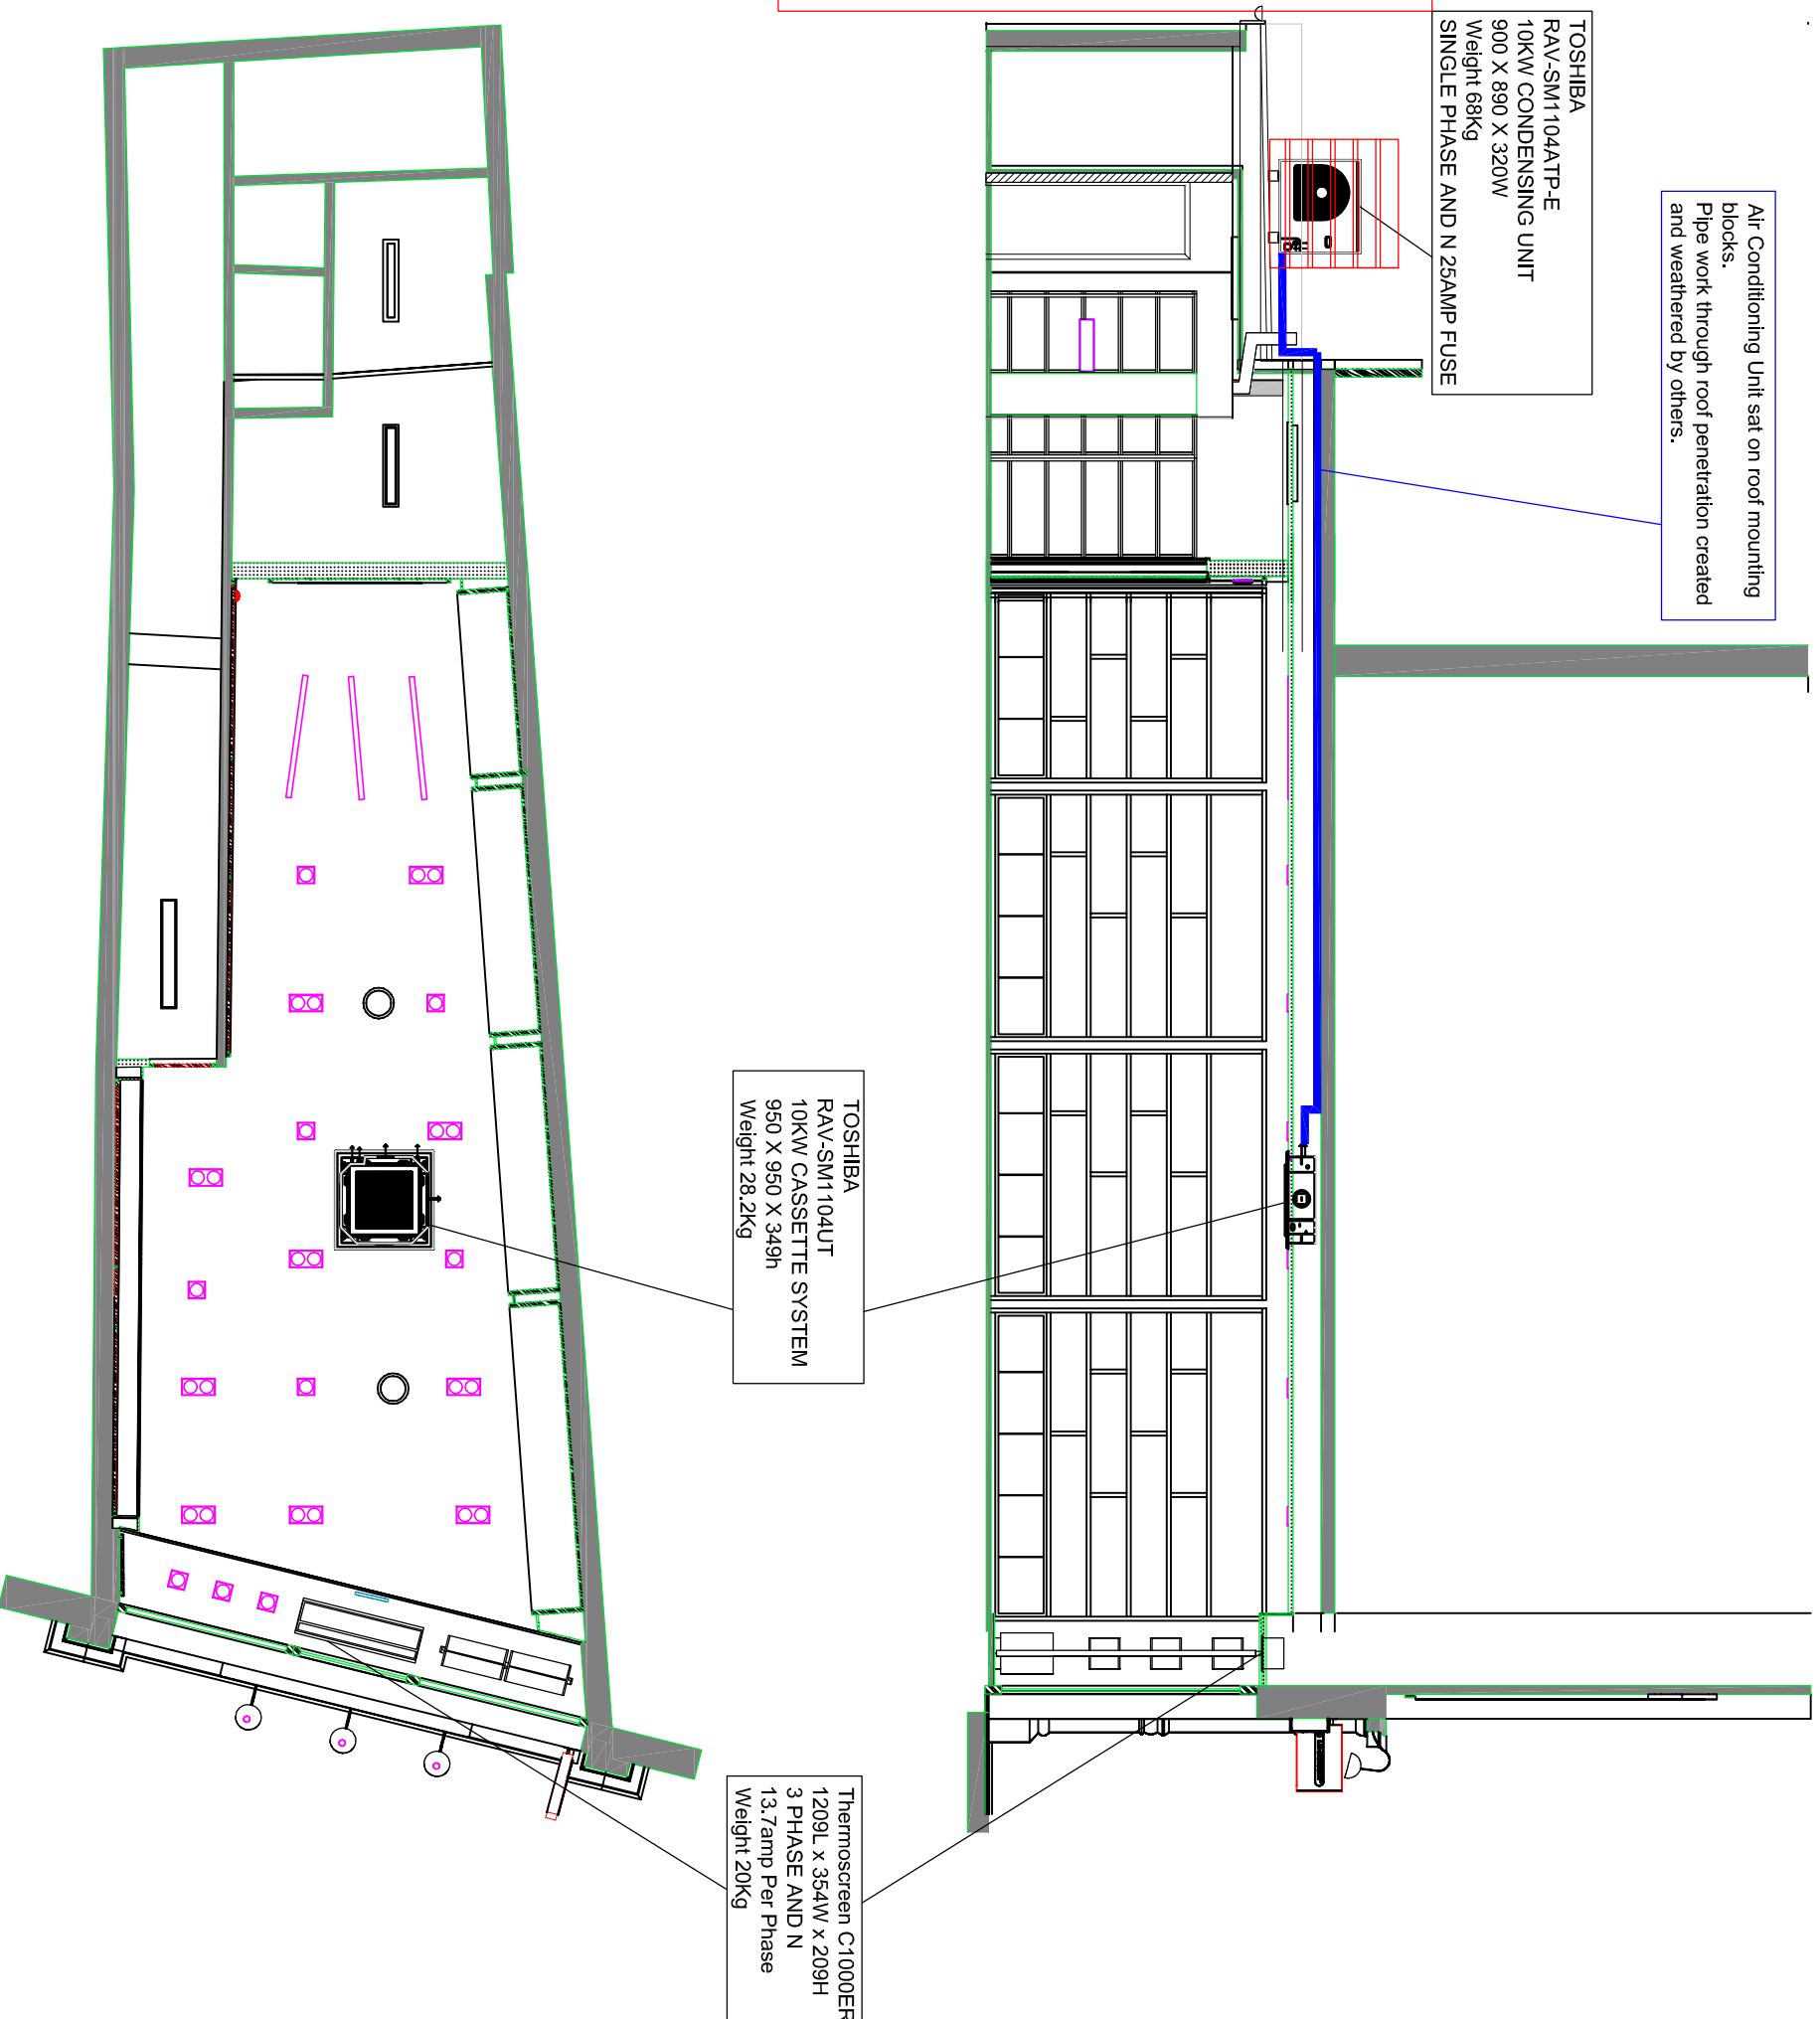 Air Conditioning Unit sat on roof mounting
blocks.
Pipe work through roof penetration created
and weathered by others.
TOSHIBA
RAV-SM1104ATP-E
10KW CONDENSING UNIT
900 X 890 X 320W
Weight 68Kg
SINGLE PHASE AND N 25AMP FUSE
TOSHIBA
RAV-SM1104UT
10KW CASSETTE SYSTEM
950 X 950 X 349h
Weight 28.2Kg
Thermoscreen C1000ER
1209L x 354W x 209H
3 PHASE AND N
13.7amp Per Phase
Weight 20Kg